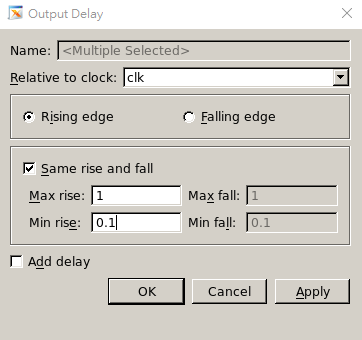 Output Delay
Name: <Multiple Selected>
Relative to clock: clk
Rising edge Falling edge
Same rise and fall
Max rise: 1 Max fall: 1
Min rise: 0.1 Min fall: 0.1
Add delay
OK Cancel Apply